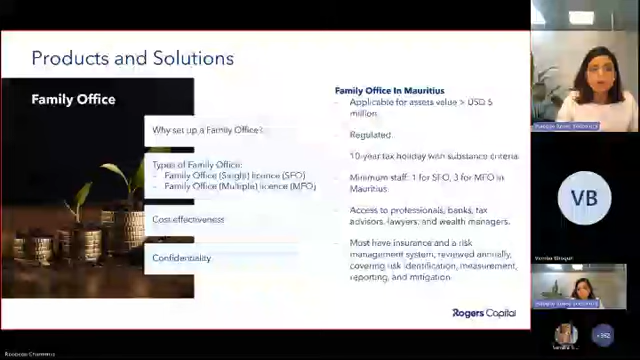 Products and Solutions
Family Office
Why set up a Family Office?
Types of Family Office:
- Family Office (Single) licence (SFO)
- Family Office (Multiple) licence (MFO)
Cost effectiveness
Confidentiality
Family Office In Mauritius
- Applicable for assets value > USD 5
million.
- Regulated.
10-year tax holiday with substance criteria.
- Minimum staff: 1 for SFO, 3 for MFO in
Mauritius.
- Access to professionals, banks, tax
advisors, lawyers, and wealth managers.
- Most have insurance and a risk
management system, reviewed annually,
covering risk identification, measurement,
reporting, and mitigation.
Rogers Capital
VB